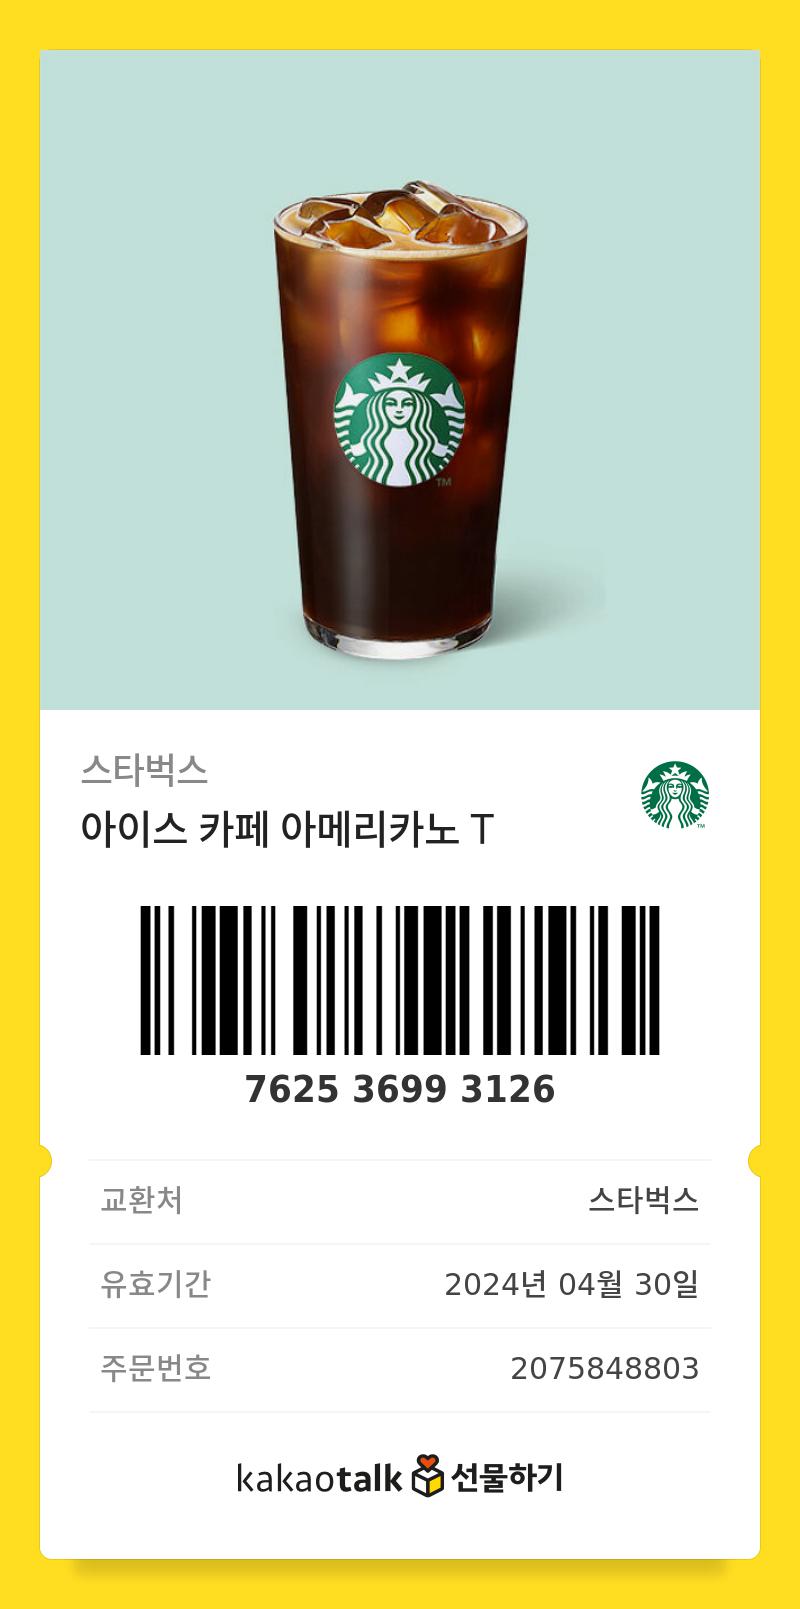 TM
스타벅스
아이스 카페 아메리카노 T
TM
7625 3699 3126
교환처 스타벅스
유효기간 2024년 04월 30일
주문번호 2075848803
kakaotalk 선물하기